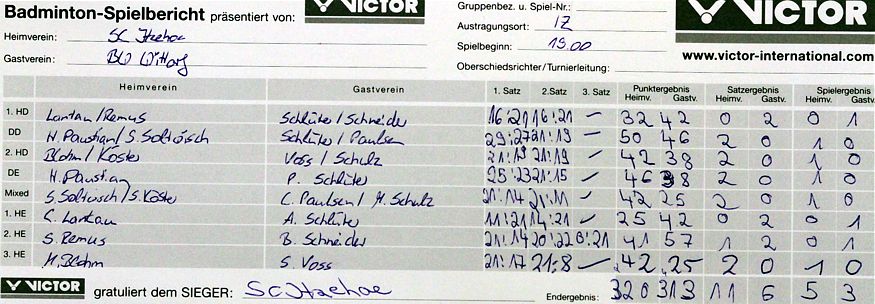 Badminton-Spielbericht präsentiert von: VICTOR Gruppenbez. u. Spiel-Nr.: VICTOR
Heimverein: SC Itzehoe Austragungsort: IZ
Gastverein: BW Wittorf Spielbeginn: 19.00 www.victor-international.com
Oberschiedsrichter/Turnierleitung:
Heimverein Gastverein 1. Satz 2. Satz 3. Satz Punktergebnis Satzergebnis Spielergebnis
Heimv. Gastv. Heimv. Gastv. Heimv. Gastv.
1. HD Lantau/Remus Schlüter/Schneider 16:21 16:21 – 32 42 0 2 0 1
DD H. Paustian/S. Soltwisch Schlüter/Paulsen 29:27 21:19 – 50 46 2 0 1 0
2. HD Blohm/Köster Voss/Schulz 21:19 21:19 – 42 38 2 0 1 0
DE H. Paustian P. Schlüter 25:23 21:15 – 46 38 2 0 1 0
Mixed S. Soltwisch/S. Köster C. Paulsen/M. Schulz 21:14 21:11 – 42 25 2 0 1 0
1. HE C. Lantau A. Schlüter 11:21 14:21 – 25 42 0 2 0 1
2. HE S. Remus B. Schneider 21:14 20:22 0:21 41 57 1 2 0 1
3. HE M. Blohm S. Voss 21:17 21:8 – 42 25 2 0 1 0
VICTOR gratuliert dem SIEGER: SC Itzehoe Endergebnis: 320 313 11 6 5 3